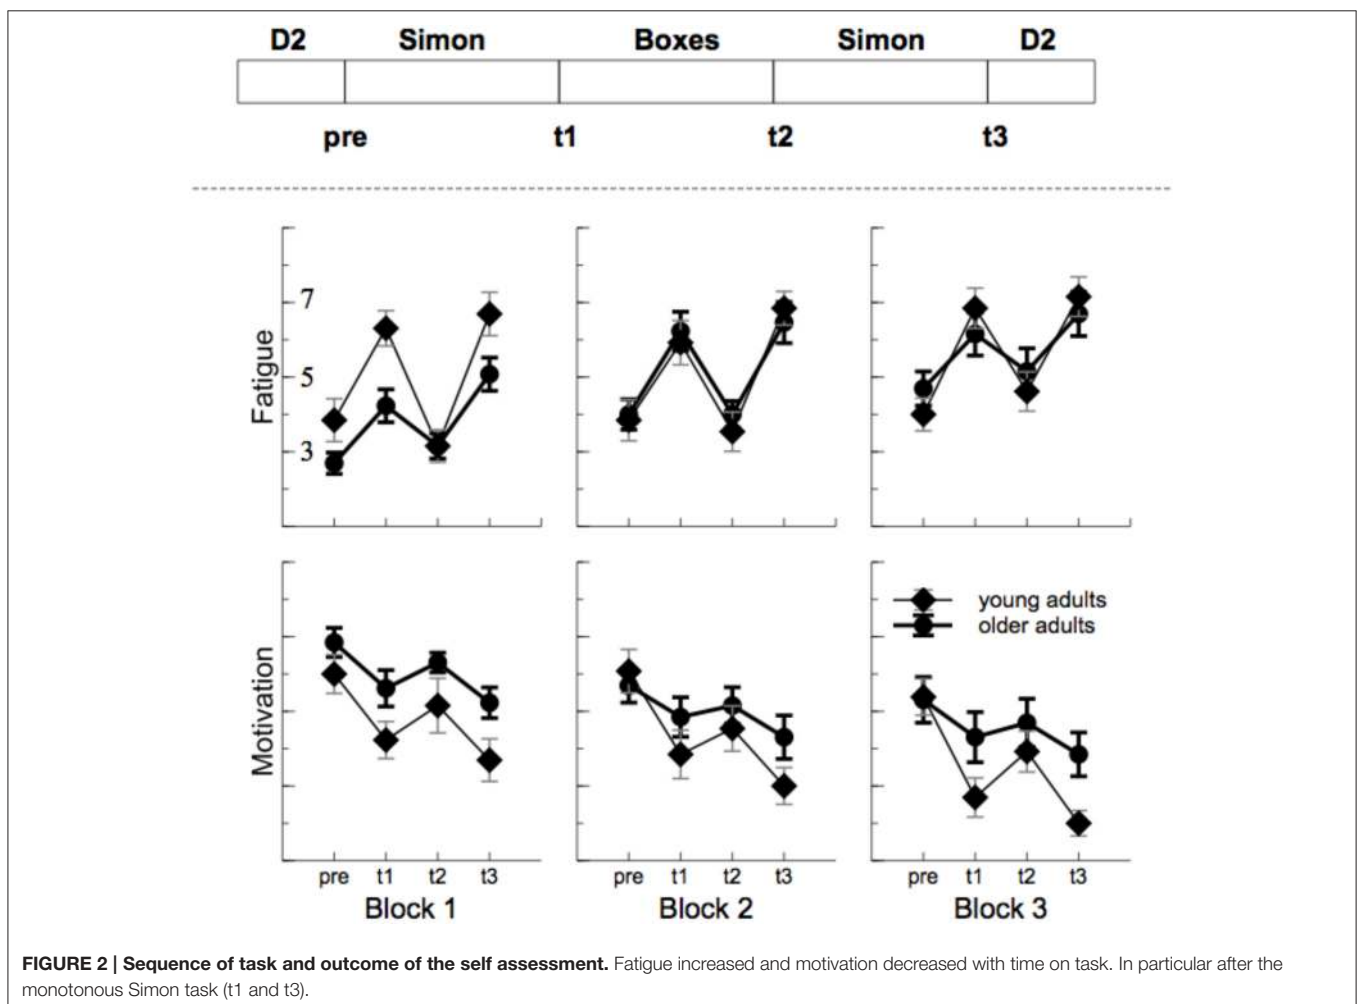 D2 Simon Boxes Simon D2
pre t1 t2 t3
Fatigue
7
5
3
Motivation
young adults
older adults
pre t1 t2 t3 pre t1 t2 t3 pre t1 t2 t3
Block 1 Block 2 Block 3
FIGURE 2 | Sequence of task and outcome of the self assessment. Fatigue increased and motivation decreased with time on task. In particular after the
monotonous Simon task (t1 and t3).